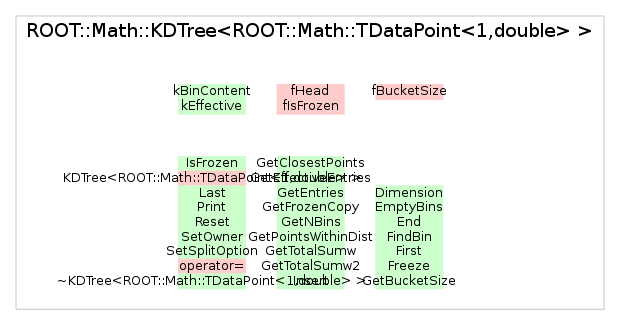 ROOT::Math::KDTree<ROOT::Math::TDataPoint<1,double> >
kBinContent fHead fBucketSize
kEffective fIsFrozen
IsFrozen GetClosestPoints
KDTree<ROOT::Math::TDataPoint<1,double> > GetEffectiveEntries
Last GetEntries Dimension
Print GetFrozenCopy EmptyBins
Reset GetNBins End
SetOwner GetPointsWithinDist FindBin
SetSplitOption GetTotalSumw First
operator= GetTotalSumw2 Freeze
~KDTree<ROOT::Math::TDataPoint<1,double> > Insert GetBucketSize